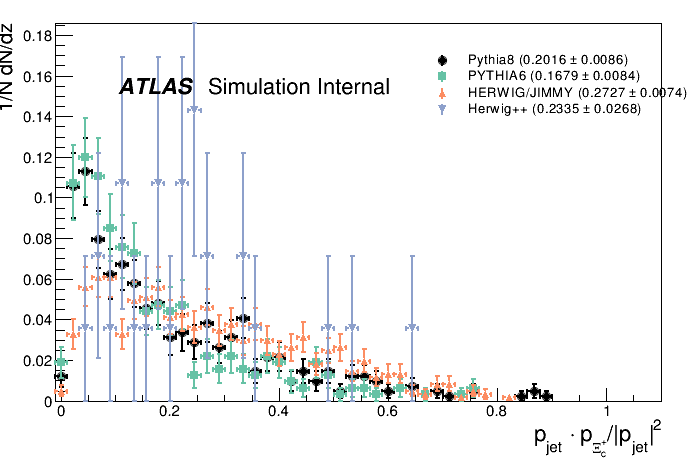 1/N dN/dz
0.18
0.16
0.14
0.12
0.1
0.08
0.06
0.04
0.02
0
ATLAS Simulation Internal
Pythia8 (0.2016 ± 0.0086)
PYTHIA6 (0.1679 ± 0.0084)
HERWIG/JIMMY (0.2727 ± 0.0074)
Herwig++ (0.2335 ± 0.0268)
0 0.2 0.4 0.6 0.8 1
p_jet · p_Ξc⁺/|p_jet|²